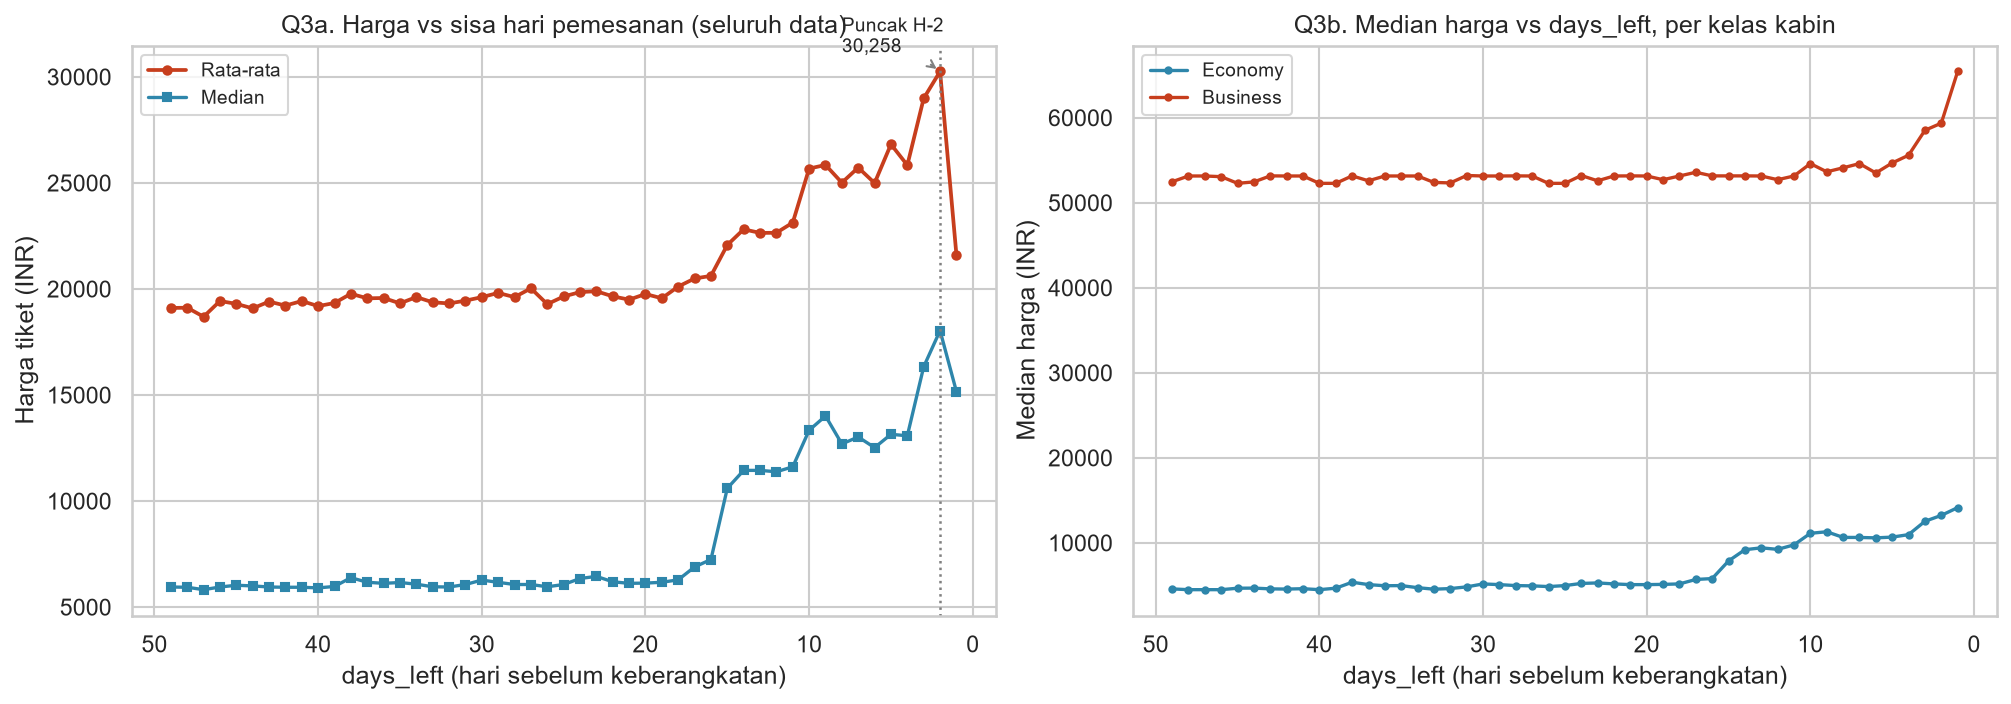 Q3a. Harga vs sisa hari pemesanan (seluruh data)
Puncak H-2
30,258
Rata-rata
Median
30000
25000
20000
15000
10000
5000
Harga tiket (INR)
50
40
30
20
10
0
days_left (hari sebelum keberangkatan)
Q3b. Median harga vs days_left, per kelas kabin
Economy
Business
60000
50000
40000
30000
20000
10000
Median harga (INR)
50
40
30
20
10
0
days_left (hari sebelum keberangkatan)